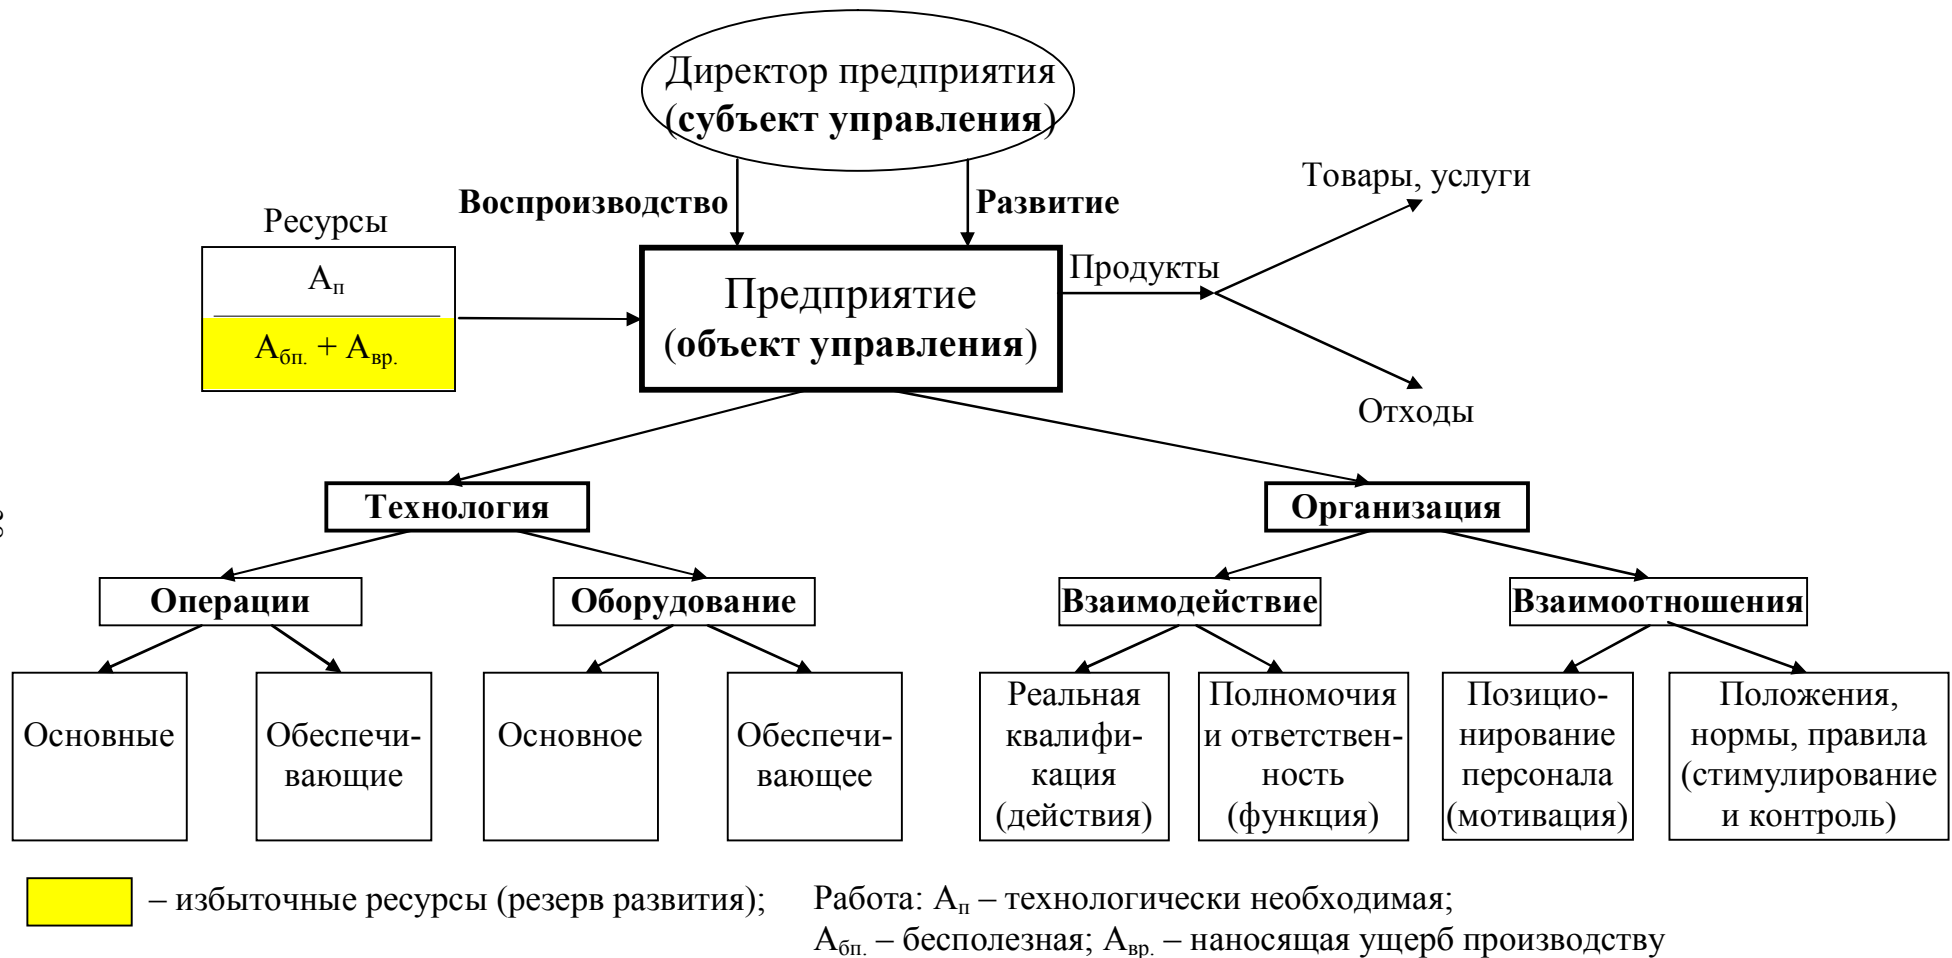 Директор предприятия
(субъект управления)
Воспроизводство
Развитие
Товары, услуги
Ресурсы
Aп
Aбп. + Aвр.
Предприятие
(объект управления)
Продукты
Отходы
Технология
Организация
Операции
Оборудование
Взаимодействие
Взаимоотношения
Основные
Обеспечи-
вающие
Основное
Обеспечи-
вающее
Реальная
квалифи-
кация
(действия)
Полномочия
и ответствен-
ность
(функция)
Позицио-
нирование
персонала
(мотивация)
Положения,
нормы, правила
(стимулирование
и контроль)
– избыточные ресурсы (резерв развития);
Работа: Aп – технологически необходимая;
Aбп. – бесполезная; Aвр. – наносящая ущерб производству